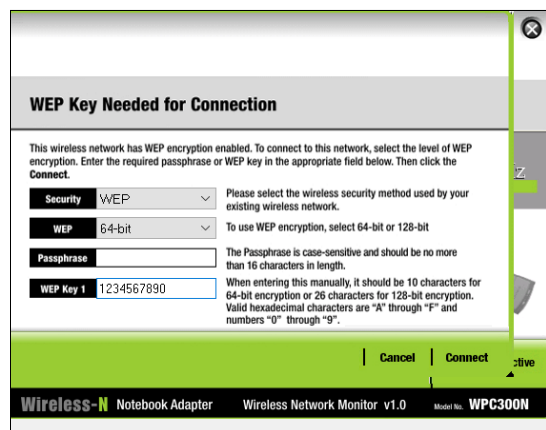 WEP Key Needed for Connection
This wireless network has WEP encryption enabled. To connect to this network, select the level of WEP
encryption. Enter the required passphrase or WEP key in the appropriate field below. Then click the
Connect.
Security WEP Please select the wireless security method used by your
existing wireless network.
WEP 64-bit To use WEP encryption, select 64-bit or 128-bit
Passphrase The Passphrase is case-sensitive and should be no more
than 16 characters in length.
WEP Key 1 1234567890 When entering this manually, it should be 10 characters for
64-bit encryption or 26 characters for 128-bit encryption.
Valid hexadecimal characters are “A” through “F” and
numbers “0” through “9”.
Cancel Connect
Wireless-N Notebook Adapter Wireless Network Monitor v1.0 Model No. WPC300N